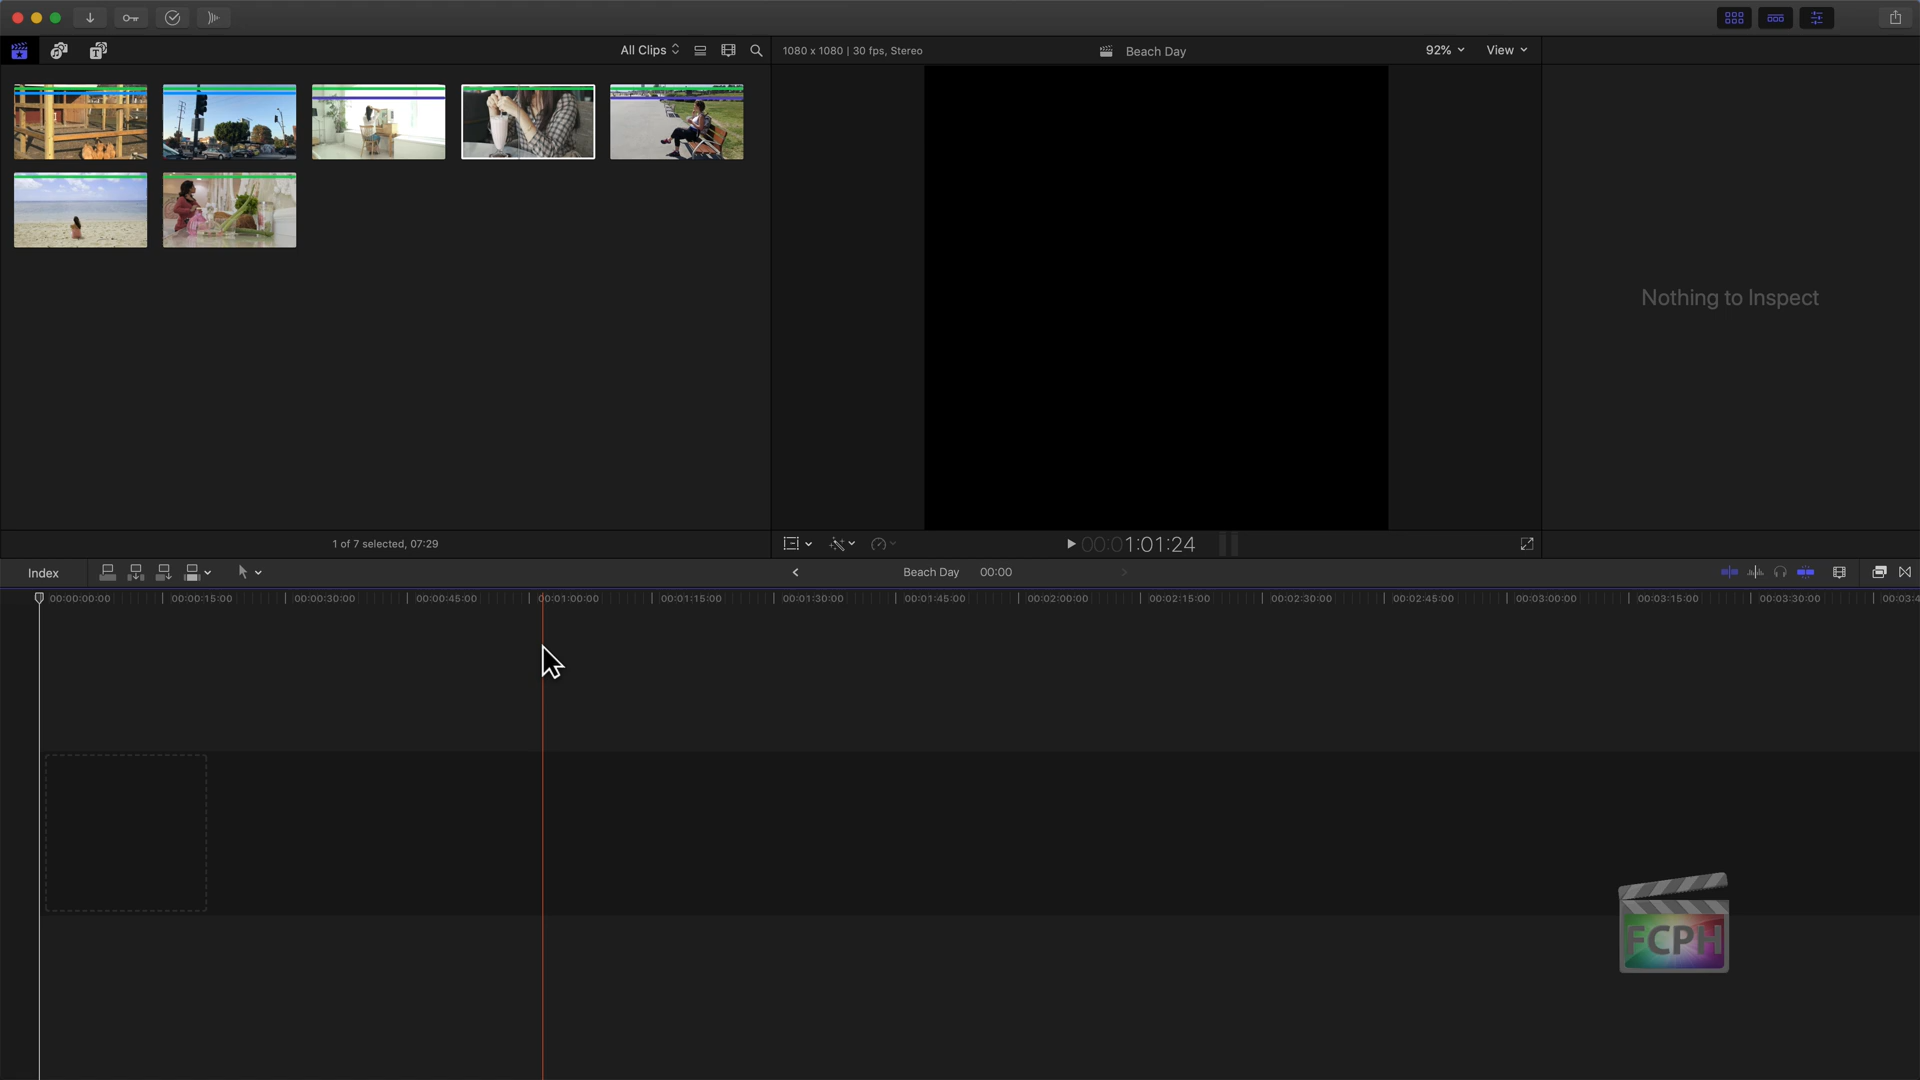 All Clips
1080 x 1080 | 30 fps, Stereo
Beach Day
92%
View
Nothing to Inspect
1 of 7 selected, 07:29
00:01:01:24
Index
Beach Day
00:00
00:00:00:00
00:00:15:00
00:00:30:00
00:00:45:00
00:01:00:00
00:01:15:00
00:01:30:00
00:01:45:00
00:02:00:00
00:02:15:00
00:02:30:00
00:02:45:00
00:03:00:00
00:03:15:00
00:03:30:00
00:03:4
FCPH